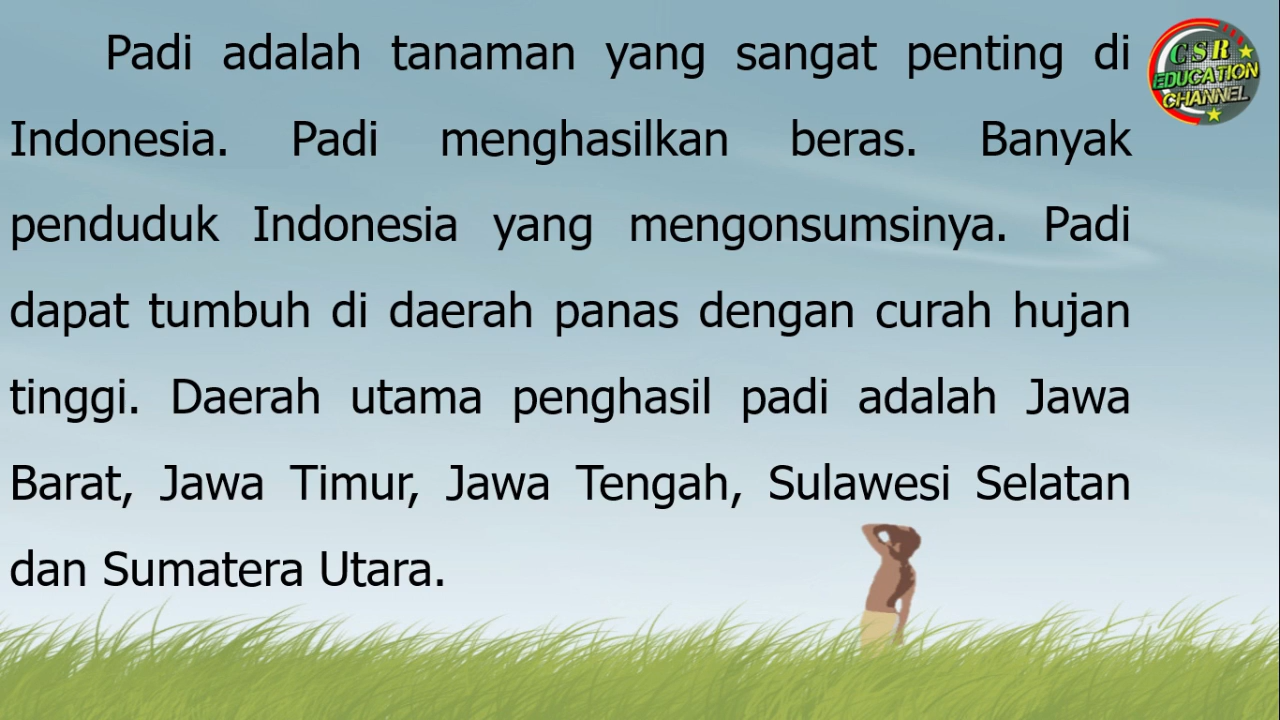 Padi adalah tanaman yang sangat penting di
Indonesia. Padi menghasilkan beras. Banyak
penduduk Indonesia yang mengonsumsinya. Padi
dapat tumbuh di daerah panas dengan curah hujan
tinggi. Daerah utama penghasil padi adalah Jawa
Barat, Jawa Timur, Jawa Tengah, Sulawesi Selatan
dan Sumatera Utara.
CSR
EDUCATION
CHANNEL